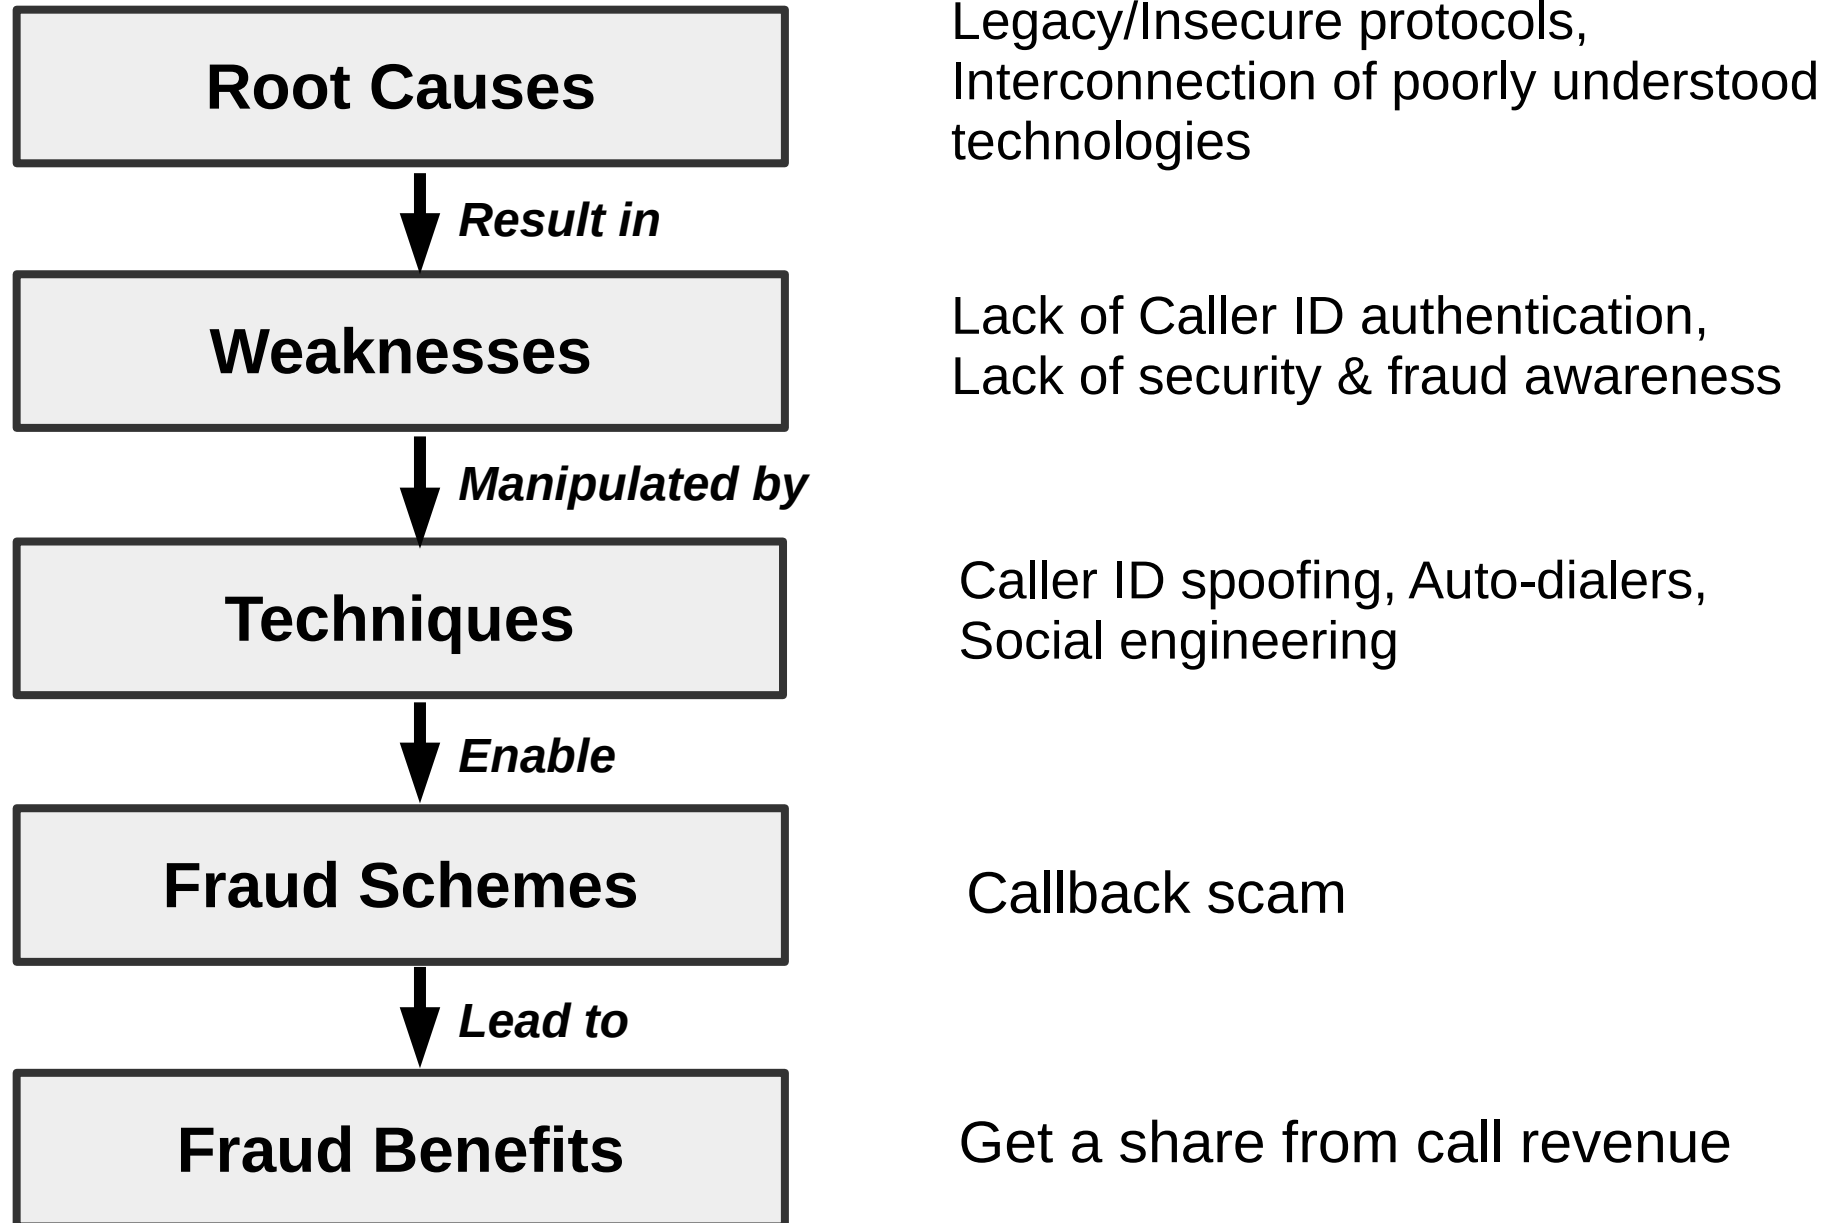 Root Causes
Legacy/Insecure protocols,
Interconnection of poorly understood
technologies
Result in
Weaknesses
Lack of Caller ID authentication,
Lack of security & fraud awareness
Manipulated by
Techniques
Caller ID spoofing, Auto-dialers,
Social engineering
Enable
Fraud Schemes
Callback scam
Lead to
Fraud Benefits
Get a share from call revenue